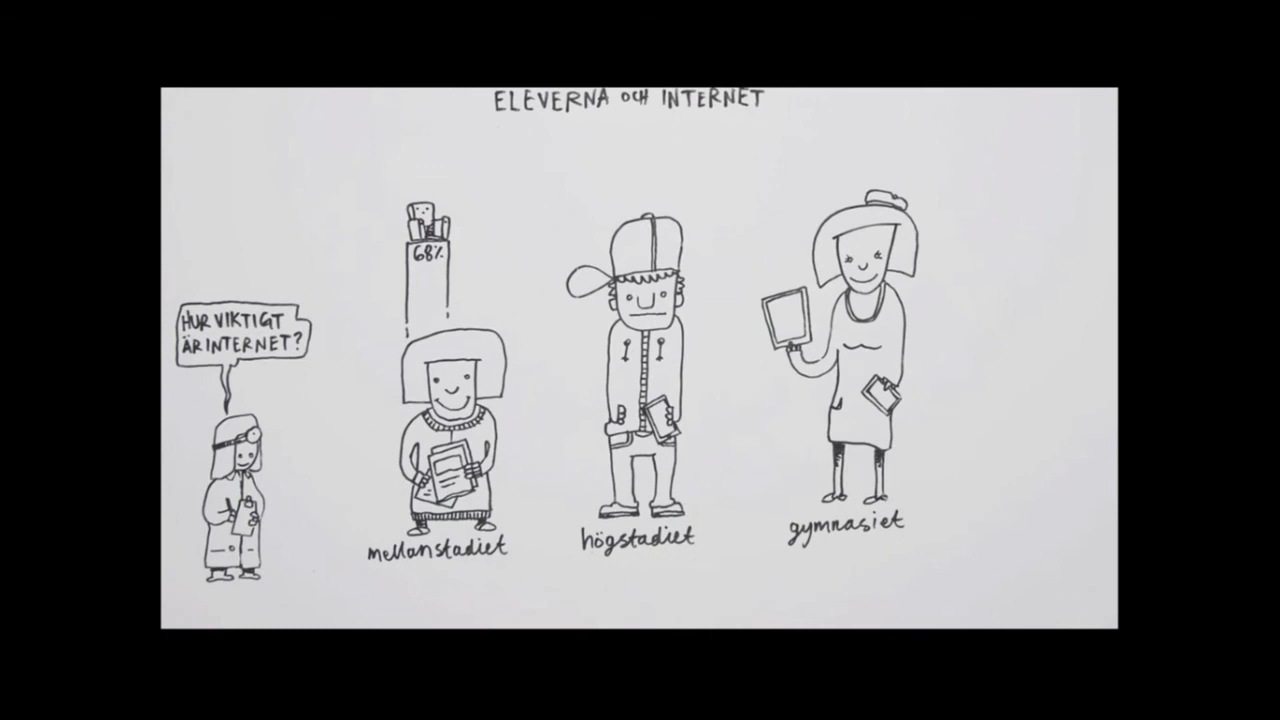 ELEVERNA OCH INTERNET
68%
HUR VIKTIGT
ÄR INTERNET?
mellanstadiet
högstadiet
gymnasiet